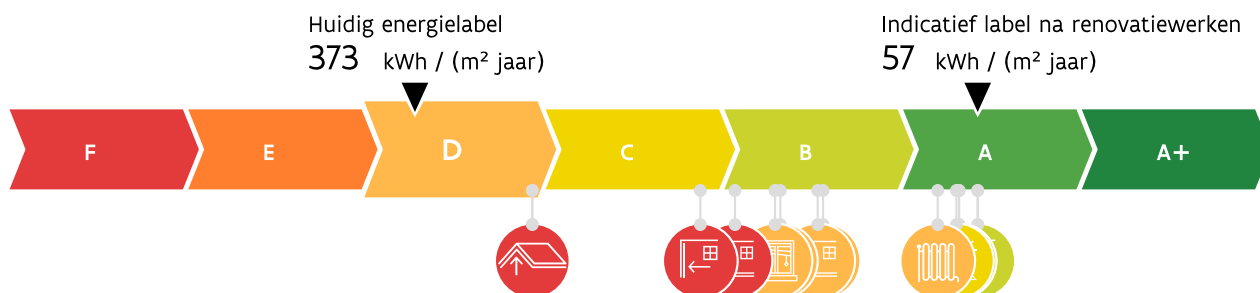 Huidig energielabel
373 kWh / (m² jaar)
Indicatief label na renovatiewerken
57 kWh / (m² jaar)
F
E
D
C
B
A
A+